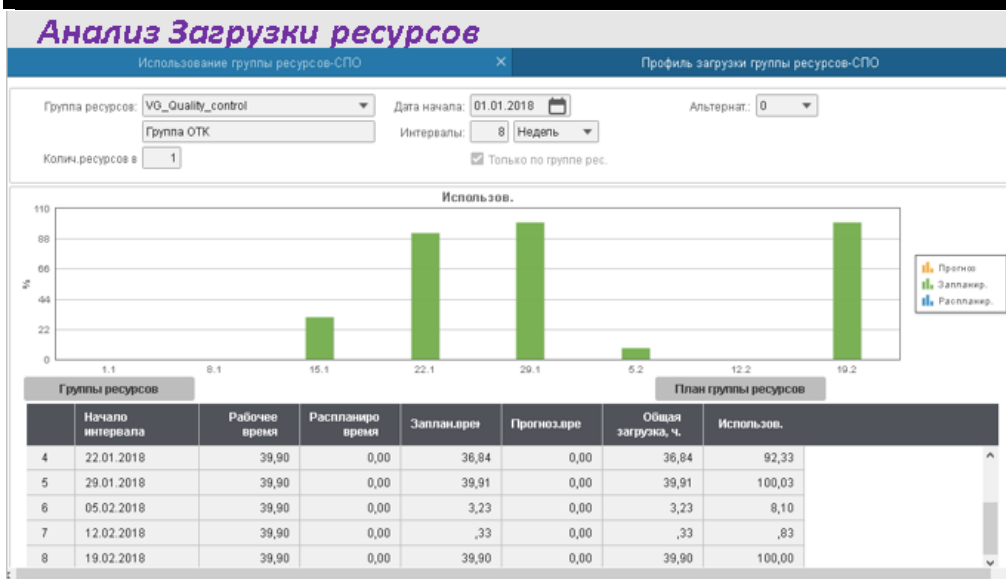 Анализ Загрузки ресурсов
Использование группы ресурсов-СПО × Профиль загрузки группы ресурсов-СПО
Группа ресурсов: VG_Quality_control Дата начала: 01.01.2018 Альтернат.: 0
Группа ОТК Интервалы: 8 Недель
Колич.ресурсов в 1 Только по группе рес.
Использов.
110
88
66
44
22
0
%
1.1 8.1 15.1 22.1 29.1 5.2 12.2 19.2
Прогноз
Запланир.
Распланир.
Группы ресурсов План группы ресурсов
Начало интервала Рабочее время Распланиро время Заплан.вре Прогноз.вре Общая загрузка, ч. Использов.
4 22.01.2018 39,90 0,00 36,84 0,00 36,84 92,33
5 29.01.2018 39,90 0,00 39,91 0,00 39,91 100,03
6 05.02.2018 39,90 0,00 3,23 0,00 3,23 8,10
7 12.02.2018 39,90 0,00 ,33 0,00 ,33 ,83
8 19.02.2018 39,90 0,00 39,90 0,00 39,90 100,00